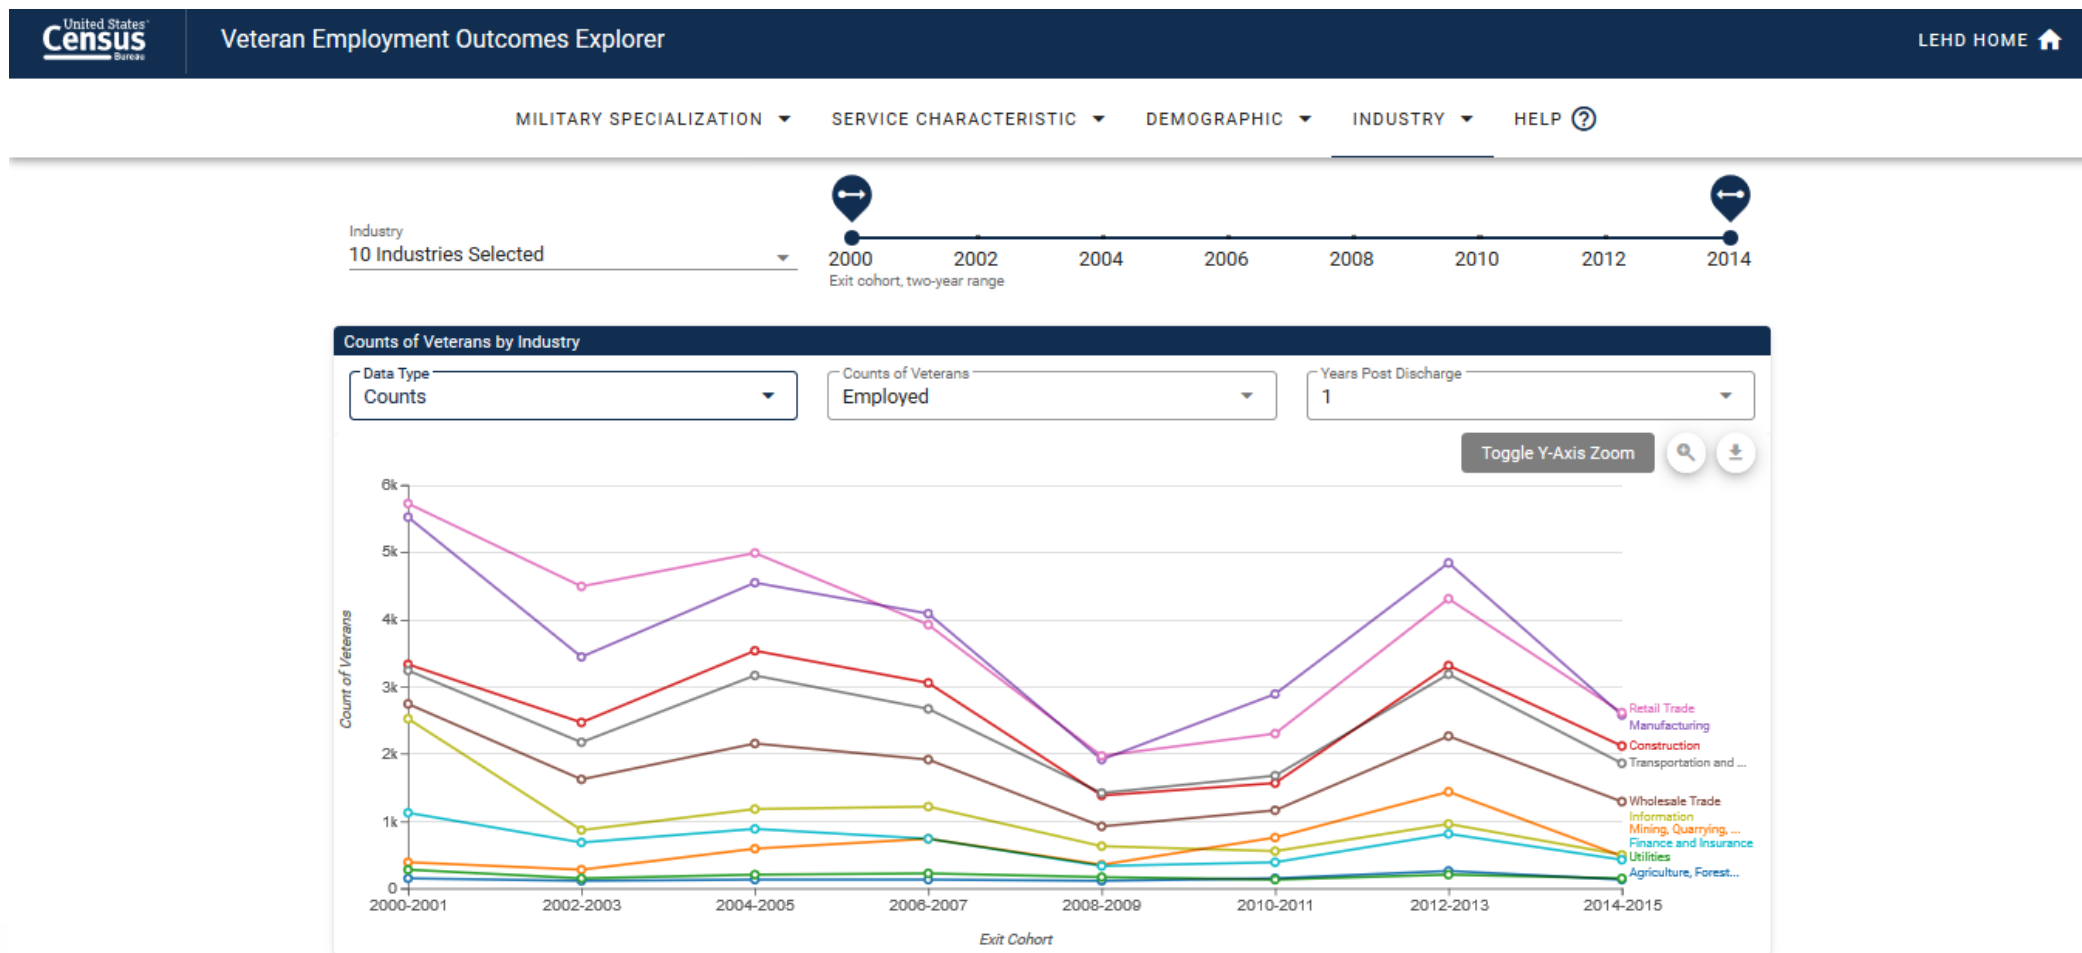 United States®
Census
Bureau
Veteran Employment Outcomes Explorer
LEHD HOME
MILITARY SPECIALIZATION
SERVICE CHARACTERISTIC
DEMOGRAPHIC
INDUSTRY
HELP ?
Industry
10 Industries Selected
2000 2002 2004 2006 2008 2010 2012 2014
Exit cohort, two-year range
Counts of Veterans by Industry
Data Type
Counts
Counts of Veterans
Employed
Years Post Discharge
1
Toggle Y-Axis Zoom
6k
5k
4k
3k
2k
1k
0
Count of Veterans
Retail Trade
Manufacturing
Construction
Transportation and ...
Wholesale Trade
Information
Mining, Quarrying, ...
Finance and Insurance
Utilities
Agriculture, Forest...
2000-2001 2002-2003 2004-2005 2006-2007 2008-2009 2010-2011 2012-2013 2014-2015
Exit Cohort